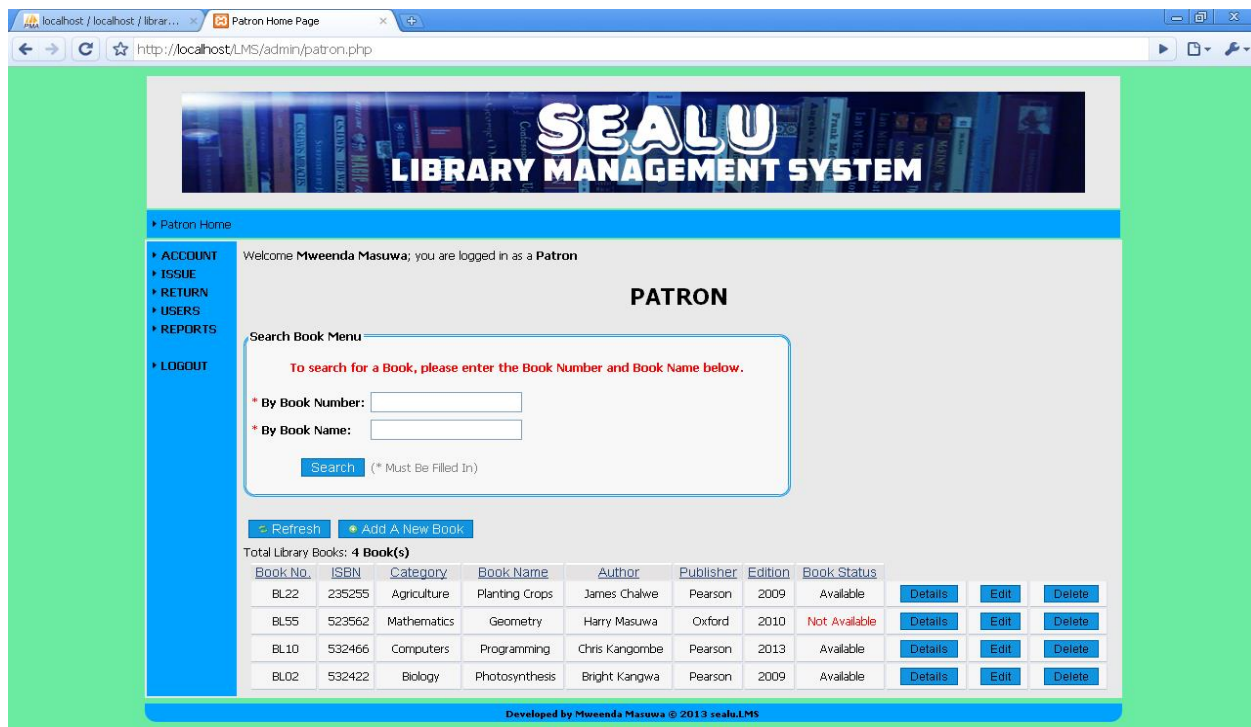 localhost / localhost / librar...
Patron Home Page
http://localhost/LMS/admin/patron.php
SEALU
LIBRARY MANAGEMENT SYSTEM
Patron Home
ACCOUNT
ISSUE
RETURN
USERS
REPORTS
LOGOUT
Welcome Mweenda Masuwa; you are logged in as a Patron
PATRON
Search Book Menu
To search for a Book, please enter the Book Number and Book Name below.
* By Book Number:
* By Book Name:
Search (* Must Be Filled In)
Refresh Add A New Book
Total Library Books: 4 Book(s)
Book No. ISBN Category Book Name Author Publisher Edition Book Status
BL22 235255 Agriculture Planting Crops James Chalwe Pearson 2009 Available Details Edit Delete
BL55 523562 Mathematics Geometry Harry Masuwa Oxford 2010 Not Available Details Edit Delete
BL10 532466 Computers Programming Chris Kangombe Pearson 2013 Available Details Edit Delete
BL02 532422 Biology Photosynthesis Bright Kangwa Pearson 2009 Available Details Edit Delete
Developed by Mweenda Masuwa @ 2013 sealu.LMS